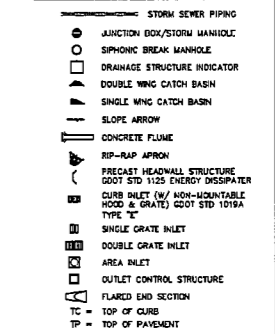 STORM SEWER PIPING
JUNCTION BOX/STORM MANHOLE
SIPHONIC BREAK MANHOLE
DRAINAGE STRUCTURE INDICATOR
DOUBLE WING CATCH BASIN
SINGLE WING CATCH BASIN
SLOPE ARROW
CONCRETE FLUME
RIP-RAP APRON
PRECAST HEADWALL STRUCTURE
GDOT STD 1125 ENERGY DISSIPATER
CURB INLET (W/ NON-MOUNTABLE
HOOD & GRATE) GDOT STD 1019A
TYPE "E"
SINGLE GRATE INLET
DOUBLE GRATE INLET
AREA INLET
OUTLET CONTROL STRUCTURE
FLARED END SECTION
TC = TOP OF CURB
TP = TOP OF PAVEMENT